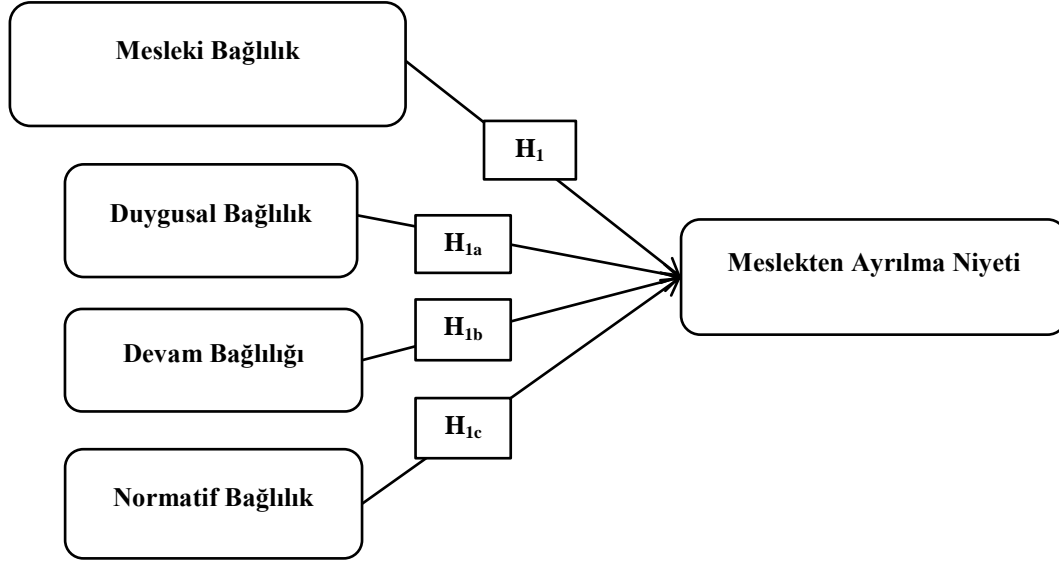 Mesleki Bağlılık
H1
Duygusal Bağlılık
H1a
Meslekten Ayrılma Niyeti
H1b
Devam Bağlılığı
H1c
Normatif Bağlılık